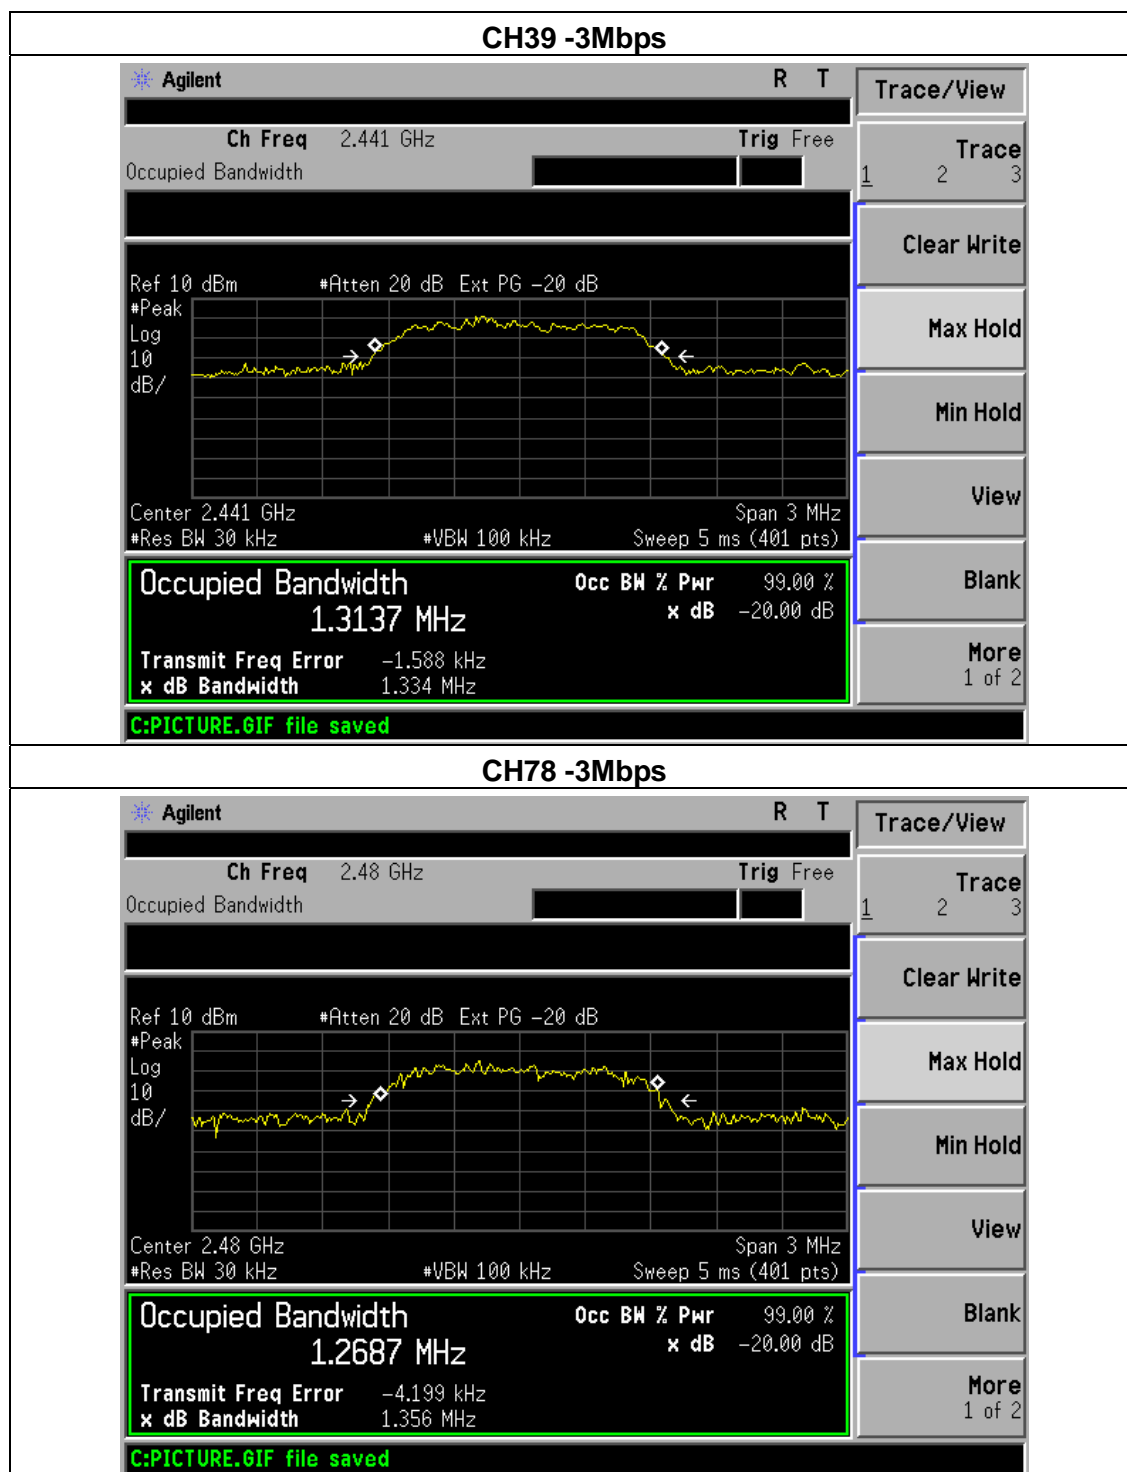 CH39 -3Mbps
Agilent R T Trace/View
Ch Freq 2.441 GHz Trig Free
Occupied Bandwidth
Trace
1 2 3
Clear Write
Ref 10 dBm #Atten 20 dB Ext PG -20 dB
#Peak
Log
10
dB/
Max Hold
Min Hold
View
Center 2.441 GHz Span 3 MHz
#Res BW 30 kHz #VBW 100 kHz Sweep 5 ms (401 pts)
Occupied Bandwidth Occ BW % Pwr 99.00 %
1.3137 MHz x dB -20.00 dB
Blank
Transmit Freq Error -1.588 kHz
x dB Bandwidth 1.334 MHz
More
1 of 2
C:PICTURE.GIF file saved
CH78 -3Mbps
Agilent R T Trace/View
Ch Freq 2.48 GHz Trig Free
Occupied Bandwidth
Trace
1 2 3
Clear Write
Ref 10 dBm #Atten 20 dB Ext PG -20 dB
#Peak
Log
10
dB/
Max Hold
Min Hold
View
Center 2.48 GHz Span 3 MHz
#Res BW 30 kHz #VBW 100 kHz Sweep 5 ms (401 pts)
Occupied Bandwidth Occ BW % Pwr 99.00 %
1.2687 MHz x dB -20.00 dB
Blank
Transmit Freq Error -4.199 kHz
x dB Bandwidth 1.356 MHz
More
1 of 2
C:PICTURE.GIF file saved